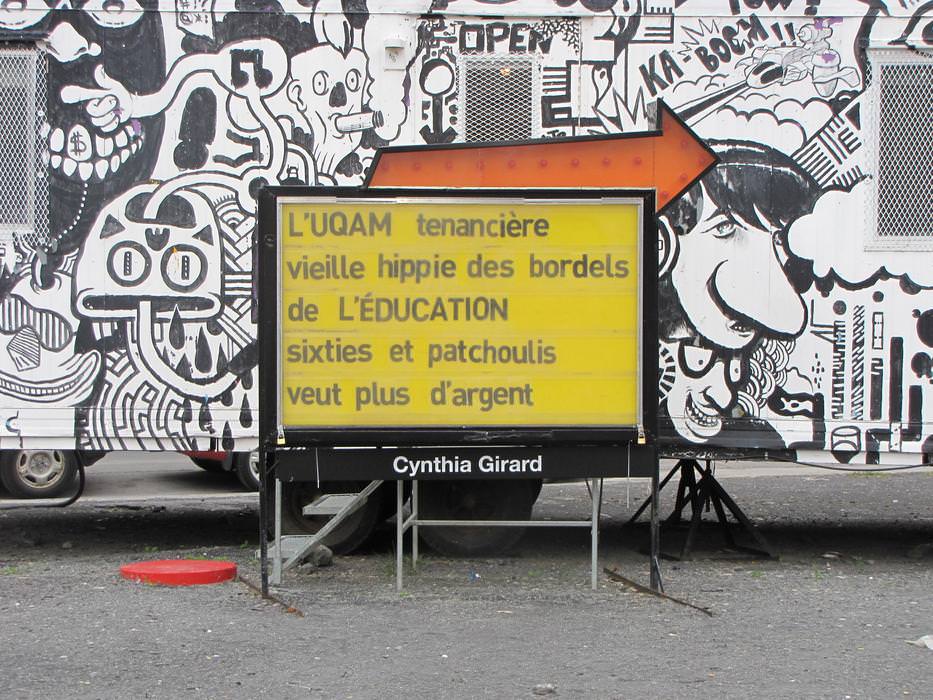 OPEN
KA-BOOM!!
L'UQAM tenancière
vieille hippie des bordels
de L'ÉDUCATION
sixties et patchoulis
veut plus d'argent
Cynthia Girard